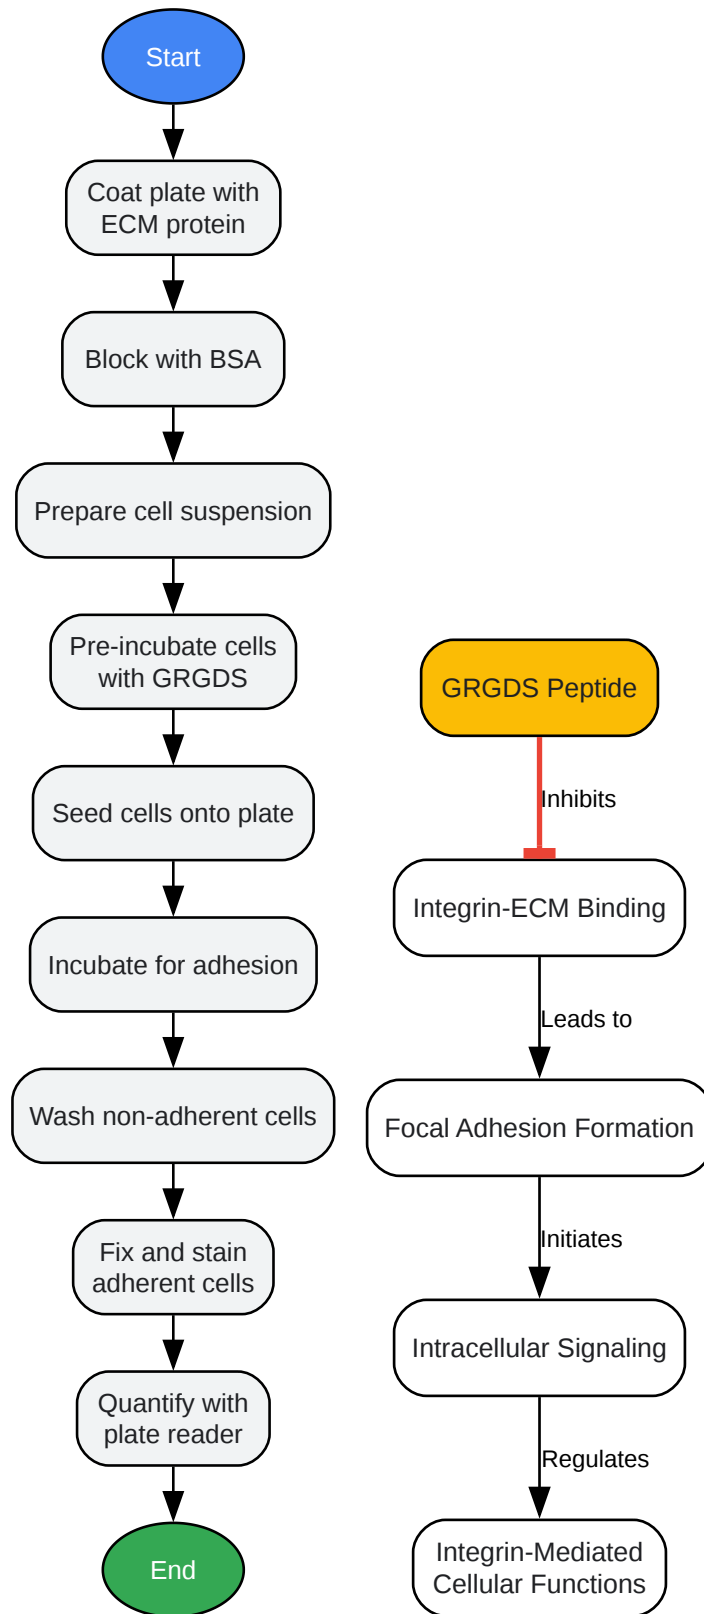 Start
Coat plate with
ECM protein
Block with BSA
Prepare cell suspension
Pre-incubate cells
with GRGDS
Seed cells onto plate
Incubate for adhesion
Wash non-adherent cells
Fix and stain
adherent cells
Quantify with
plate reader
End
GRGDS Peptide
Inhibits
Integrin-ECM Binding
Leads to
Focal Adhesion Formation
Initiates
Intracellular Signaling
Regulates
Integrin-Mediated
Cellular Functions